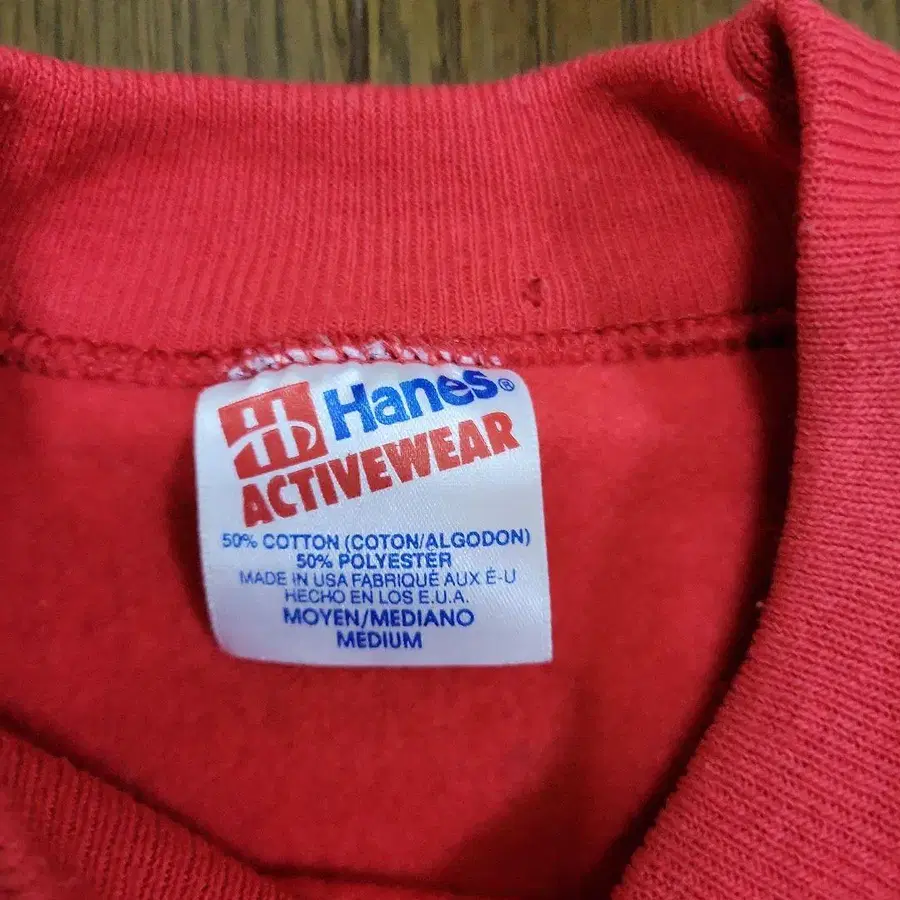 Hanes®
ACTIVEWEAR
50% COTTON (COTON/ALGODON)
50% POLYESTER
MADE IN USA FABRIQUÉ AUX É-U
HECHO EN LOS E.U.A.
MOYEN/MEDIANO
MEDIUM